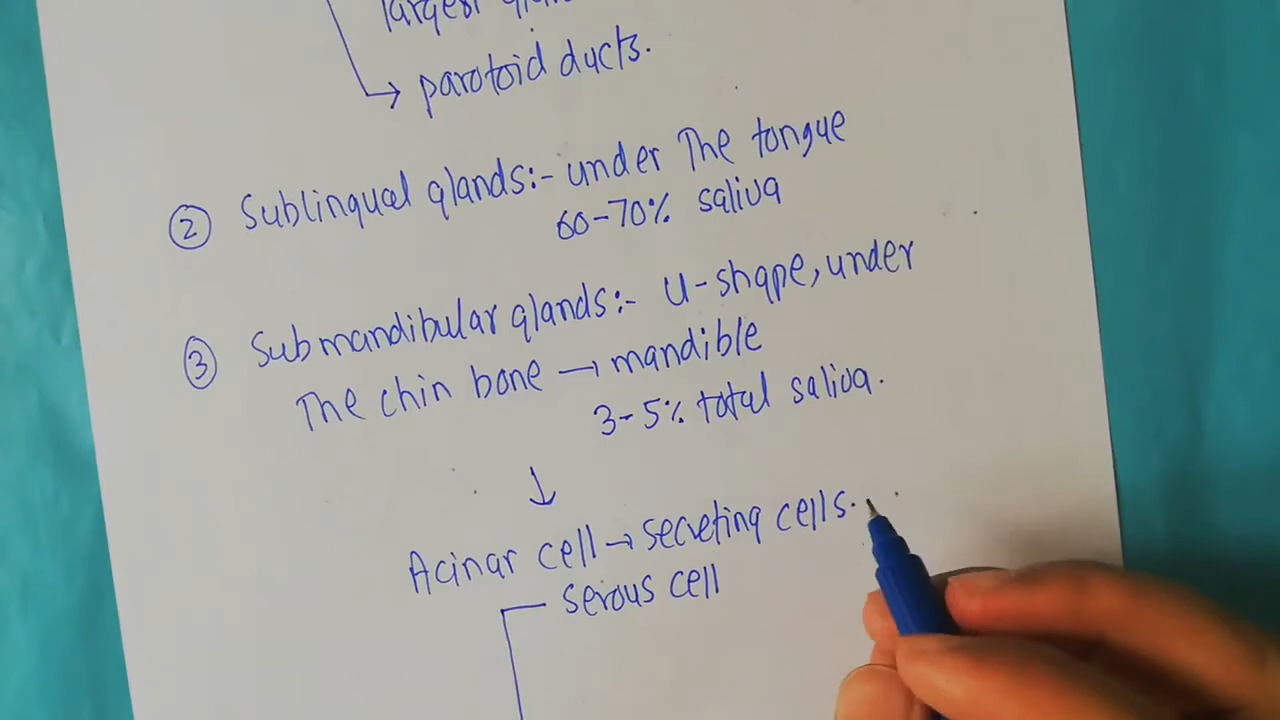 largest
→ parotoid ducts.
② Sublingual glands:- under The tongue
60-70% saliva
③ Submandibular glands:- U-shape, under
The chin bone → mandible
3-5% total saliva.
↓
Acinar cell → secreting cells.
serous cell